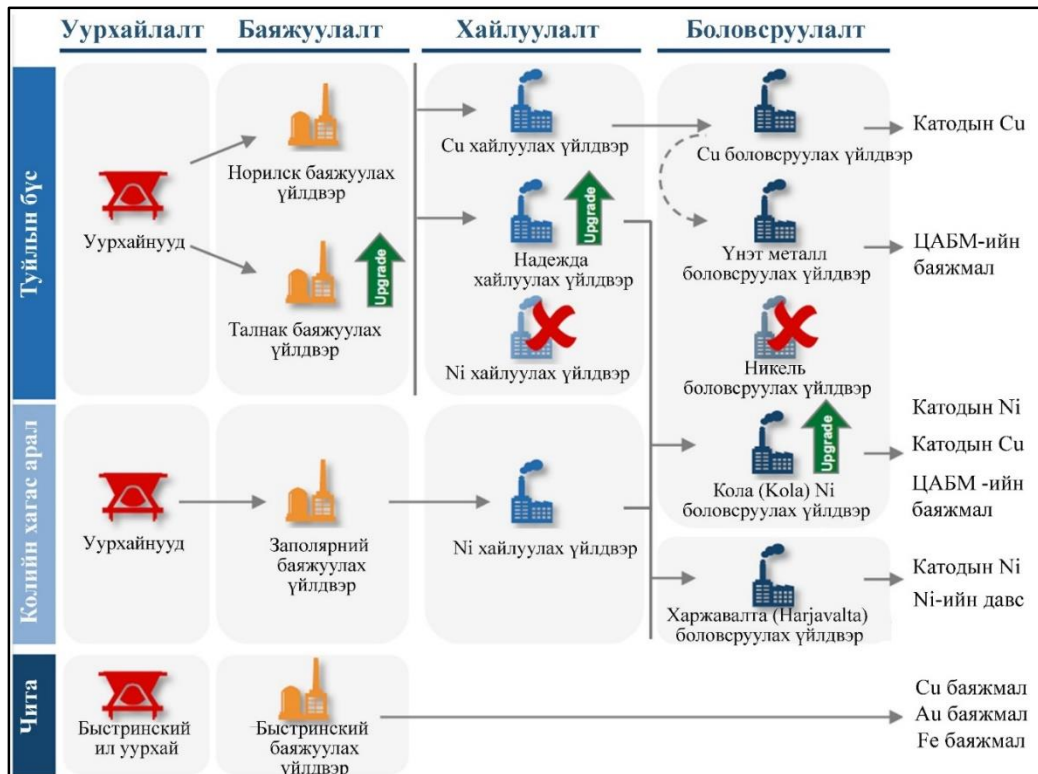 Уурхайлалт
Баяжуулалт
Хайлуулалт
Боловсруулалт
Туйлын бүс
Уурхайнууд
Норилск баяжуулах
үйлдвэр
Талнак баяжуулах
үйлдвэр
Upgrade
Cu хайлуулах үйлдвэр
Надежда
хайлуулах үйлдвэр
Upgrade
Ni хайлуулах үйлдвэр
Cu боловсруулах үйлдвэр
Үнэт металл
боловсруулах үйлдвэр
Никель
боловсруулах үйлдвэр
Катодын Cu
ЦАБМ-ийн
баяжмал
Колийн хагас арал
Уурхайнууд
Заполярний
баяжуулах
үйлдвэр
Ni хайлуулах үйлдвэр
Кола (Kola) Ni
боловсруулах үйлдвэр
Upgrade
Катодын Ni
Катодын Cu
ЦАБМ -ийн
баяжмал
Харжавалта (Harjavalta)
боловсруулах үйлдвэр
Катодын Ni
Ni-ийн давс
Чита
Быстринский
ил уурхай
Быстринский
баяжуулах
үйлдвэр
Cu баяжмал
Au баяжмал
Fe баяжмал